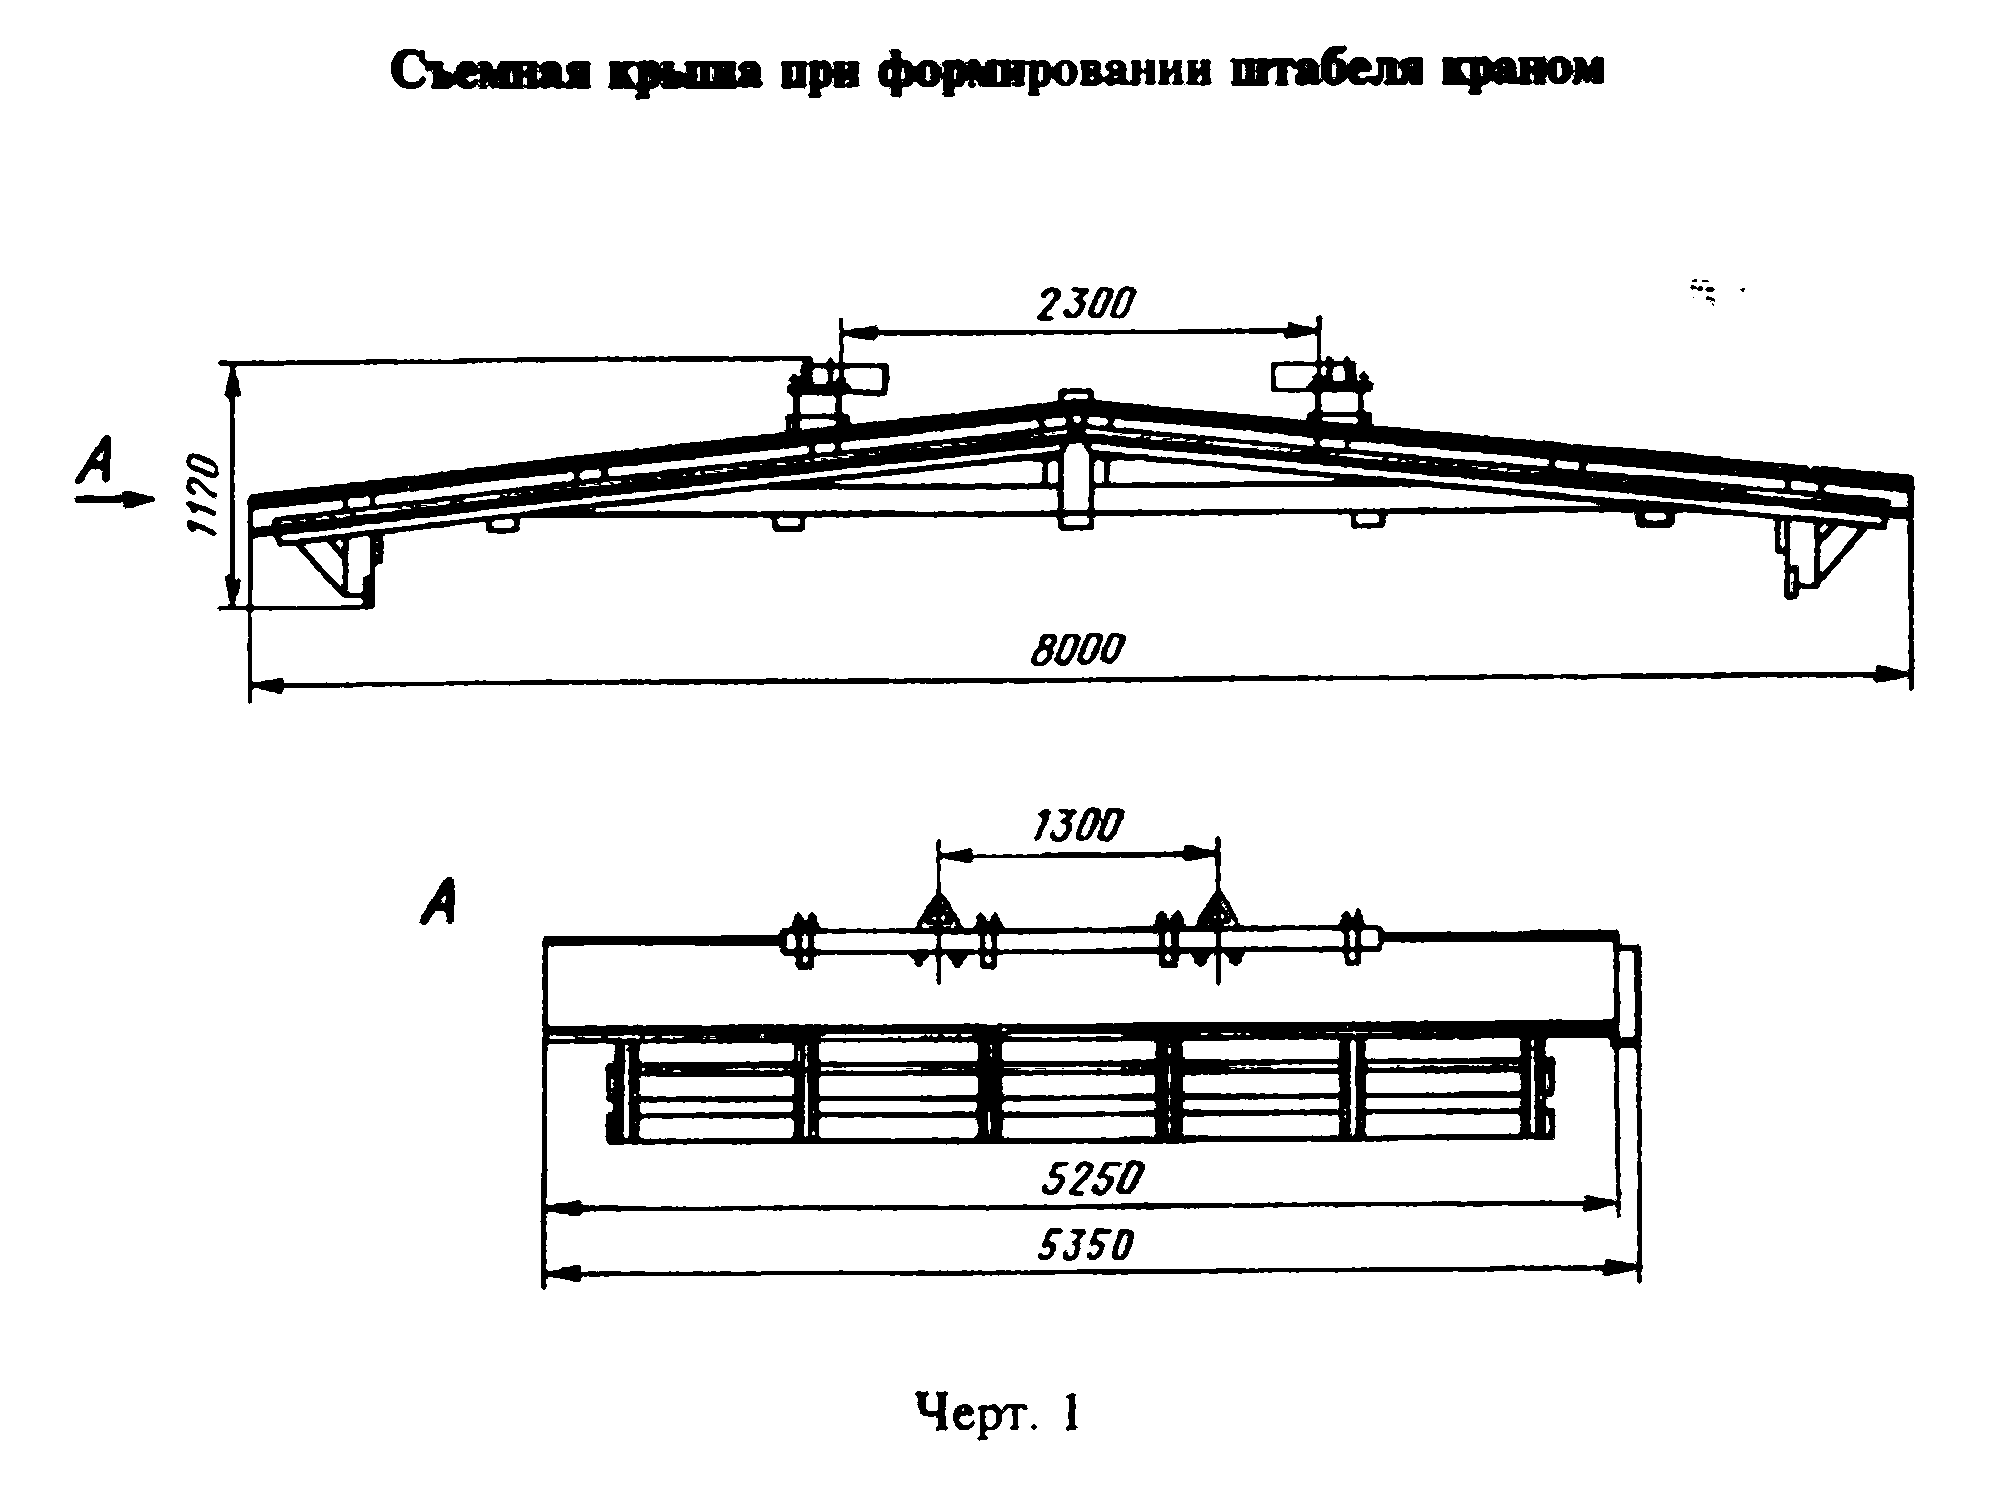 Съемная крыша при формировании штабеля краном
2300
А
1120
8000
1300
А
5250
5350
Черт. 1